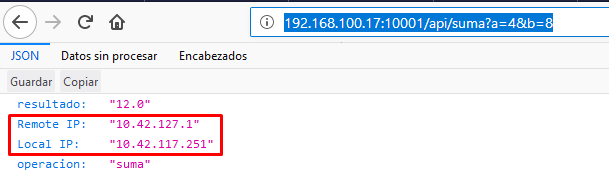 192.168.100.17:10001/api/suma?a=4&b=8
JSON Datos sin procesar Encabezados
Guardar Copiar
resultado: "12.0"
Remote IP: "10.42.127.1"
Local IP: "10.42.117.251"
operacion: "suma"